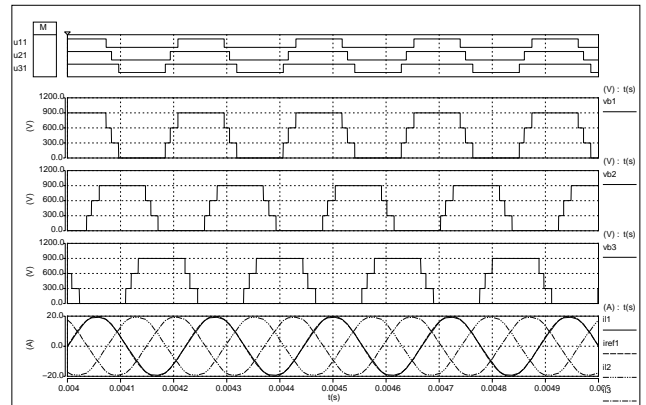 M
u11
u21
u31
(V) : t(s)
vb1
1200.0
900.0
600.0
300.0
0.0
(V)
(V) : t(s)
vb2
1200.0
900.0
600.0
300.0
0.0
(V)
(V) : t(s)
vb3
1200.0
900.0
600.0
300.0
0.0
(V)
(A) : t(s)
il1
iref1
il2
il3
20.0
0.0
−20.0
(A)
0.004 0.0041 0.0042 0.0043 0.0044 0.0045 0.0046 0.0047 0.0048 0.0049 0.005
t(s)